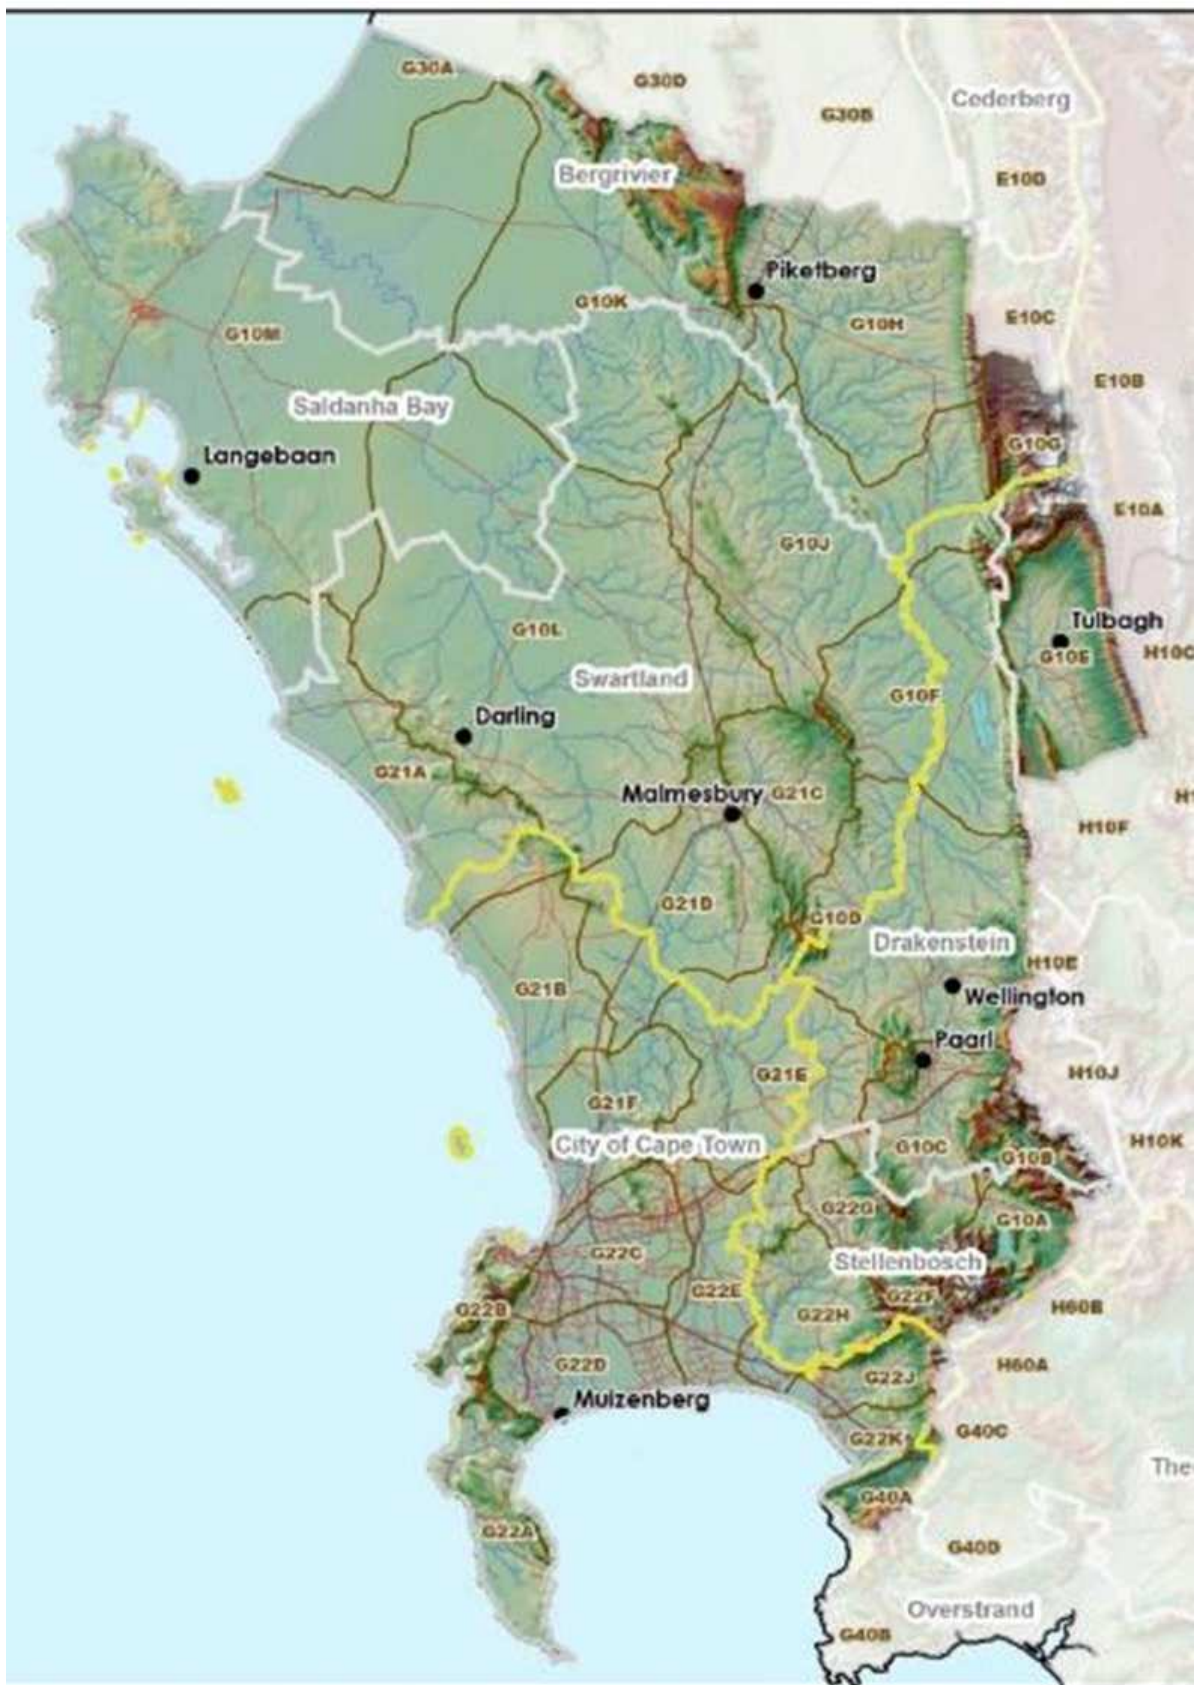 G30A
G30D
Cederberg
G30B
Bergrivier
E10D
Piketberg
G10K
E10C
G10H
G10M
E10B
Saldanha Bay
G10G
Langebaan
E10A
G10J
Tulbagh
G10L
G10E
H10C
Swartland
G10F
Darling
G21A
Malmesbury
G21C
H1
H10F
G21D
G10D
Drakenstein
H10E
G21B
Wellington
Paarl
G21E
H10J
G21F
City of Cape Town
G10C
H10K
G10B
G22G
G10A
G22C
Stellenbosch
G22E
G22F
G22B
G22H
H60B
G22D
G22J
H60A
Muizenberg
G22K
G40C
The
G40A
G22A
G40D
Overstrand
G40B